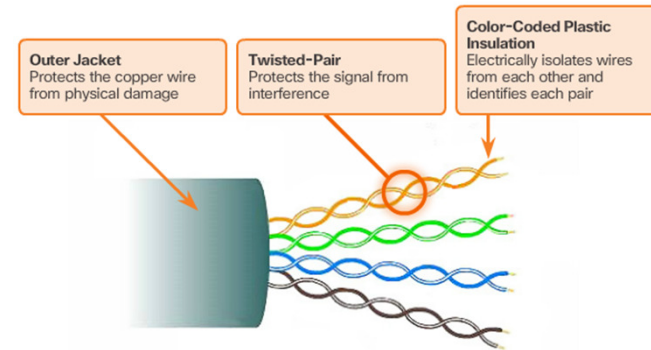 Outer Jacket
Protects the copper wire
from physical damage
Twisted-Pair
Protects the signal from
interference
Color-Coded Plastic
Insulation
Electrically isolates wires
from each other and
identifies each pair